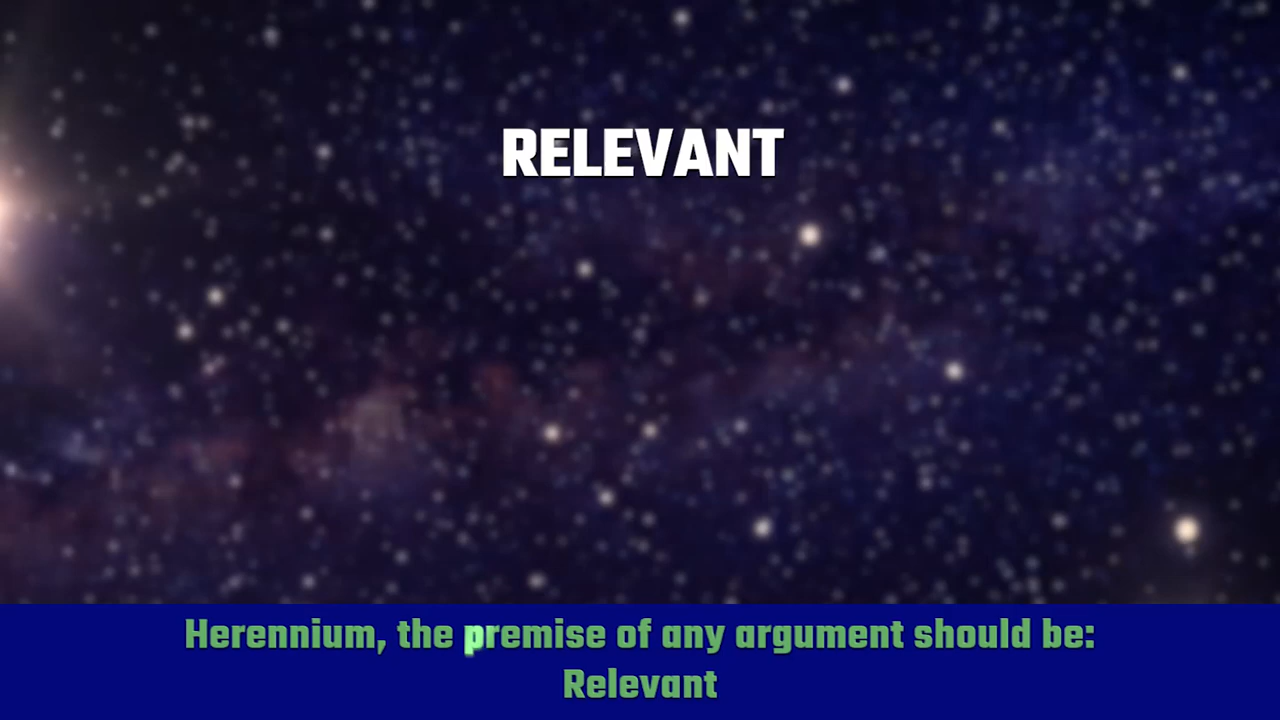 RELEVANT
Herennium, the premise of any argument should be:
Relevant